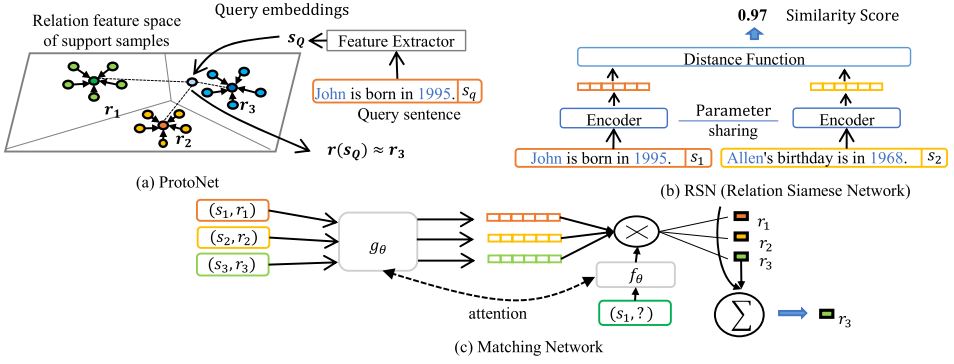 Relation feature space
of support samples
Query embeddings
s_Q
Feature Extractor
John is born in 1995. s_q
Query sentence
r_1
r_2
r_3
r(s_Q) ≈ r_3
(a) ProtoNet
0.97 Similarity Score
Distance Function
Encoder
Parameter
sharing
Encoder
John is born in 1995. s_1
Allen's birthday is in 1968. s_2
(b) RSN (Relation Siamese Network)
(s_1, r_1)
(s_2, r_2)
(s_3, r_3)
g_θ
attention
×
f_θ
(s_1, ?)
r_1
r_2
r_3
∑
r_3
(c) Matching Network